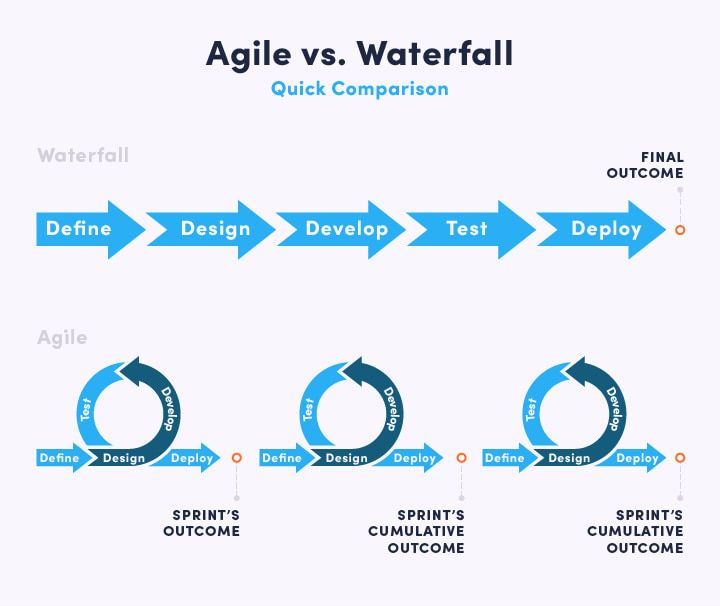 Agile vs. Waterfall
Quick Comparison
Waterfall
FINAL
OUTCOME
Define
Design
Develop
Test
Deploy
Agile
Test
Develop
Define
Design
Deploy
SPRINT’S
OUTCOME
Test
Develop
Define
Design
Deploy
SPRINT’S
CUMULATIVE
OUTCOME
Test
Develop
Define
Design
Deploy
SPRINT’S
CUMULATIVE
OUTCOME